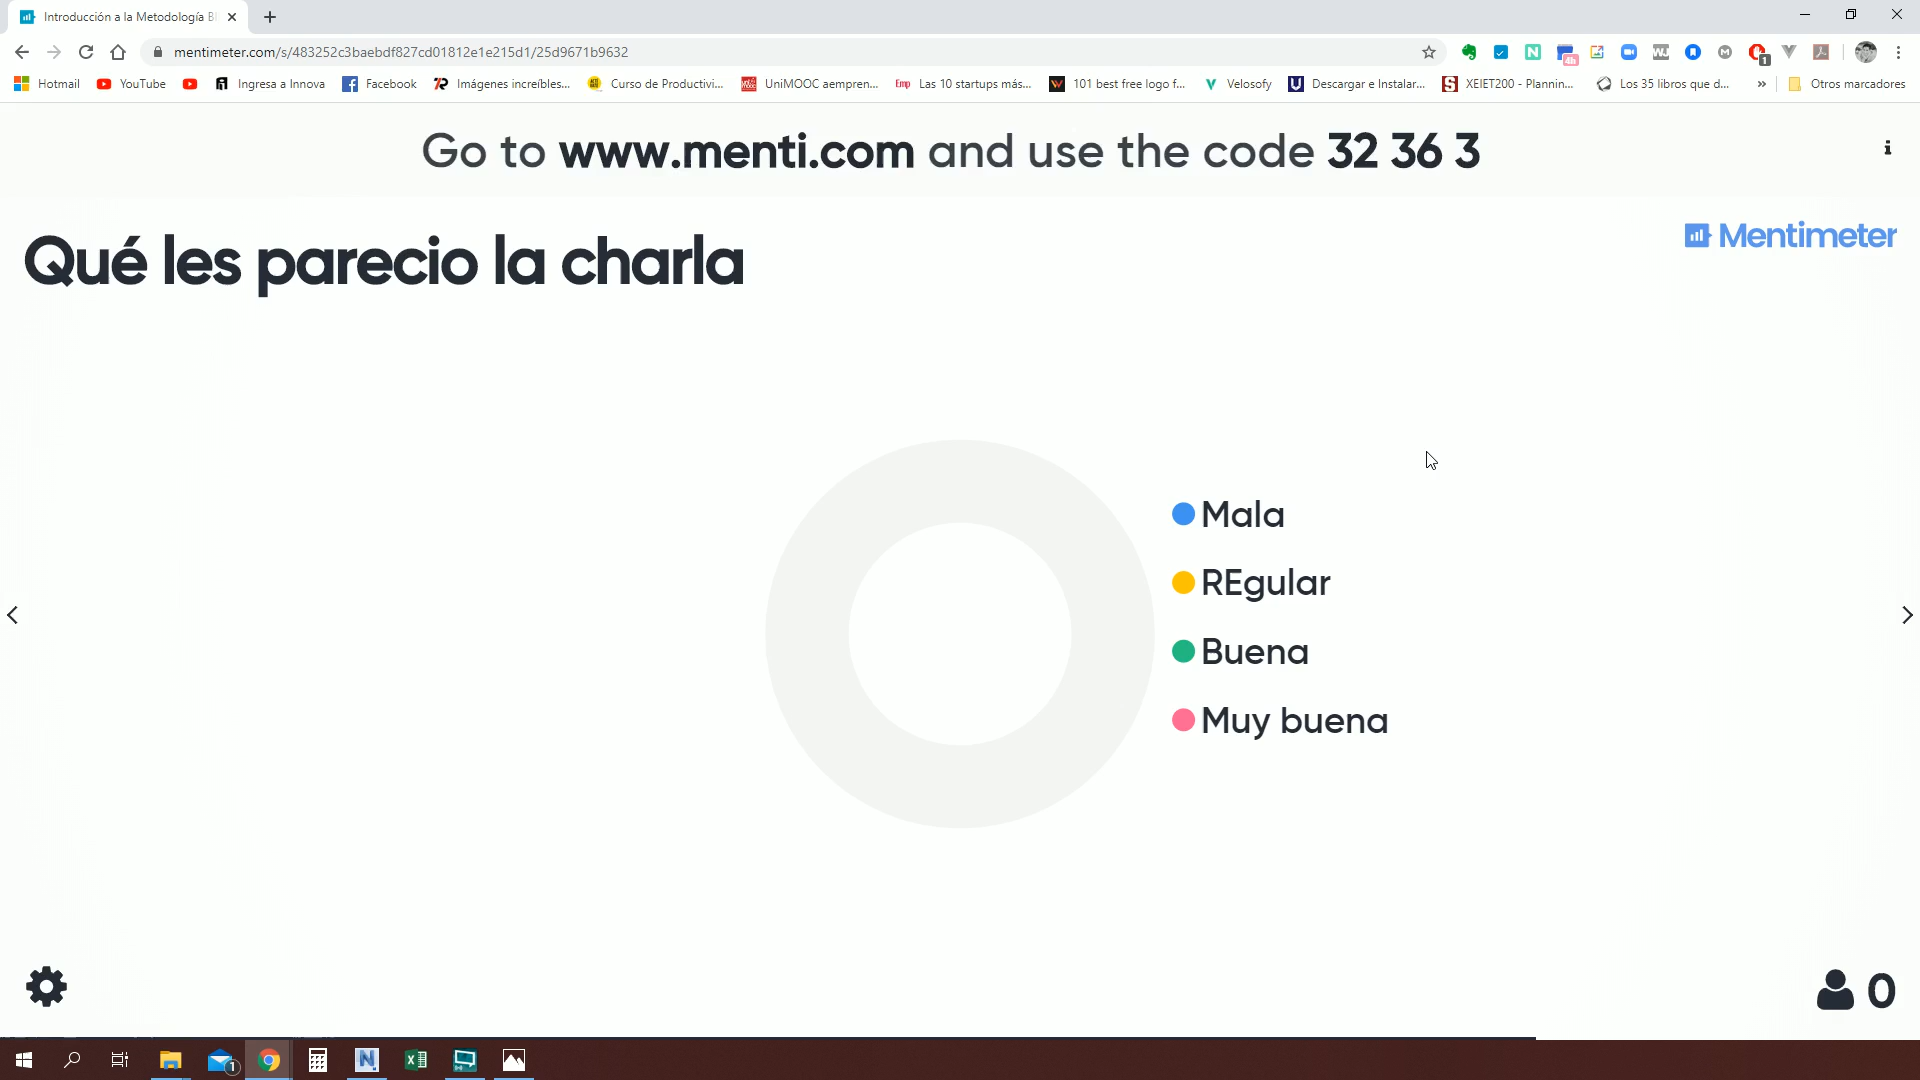 Introducción a la Metodología BI
mentimeter.com/s/483252c3baebdf827cd01812e1e215d1/25d9671b9632
Hotmail YouTube Ingresa a Innova Facebook Imágenes increíbles... Curso de Productivi... UniMOOC aempren... Las 10 startups más... 101 best free logo f... Velosofy Descargar e Instalar... XEIET200 - Plannin... Los 35 libros que d... » Otros marcadores
Go to www.menti.com and use the code 32 36 3
Mentimeter
Qué les parecio la charla
Mala
REgular
Buena
Muy buena
0